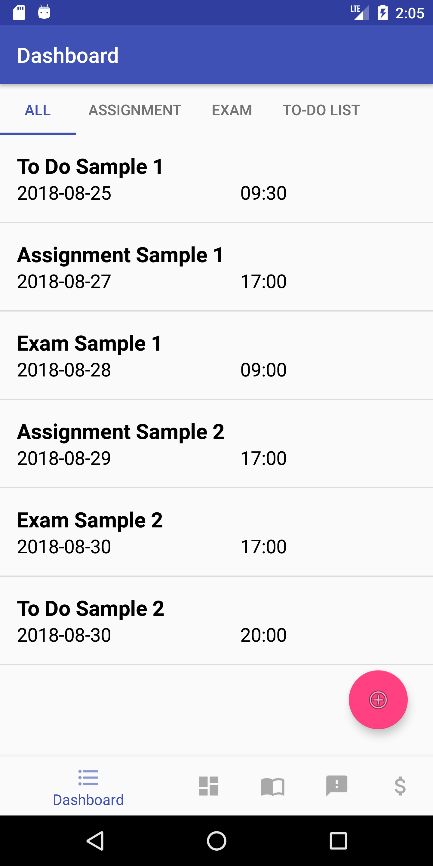 LTE 2:05
Dashboard
ALL ASSIGNMENT EXAM TO-DO LIST
To Do Sample 1
2018-08-25 09:30
Assignment Sample 1
2018-08-27 17:00
Exam Sample 1
2018-08-28 09:00
Assignment Sample 2
2018-08-29 17:00
Exam Sample 2
2018-08-30 17:00
To Do Sample 2
2018-08-30 20:00
Dashboard